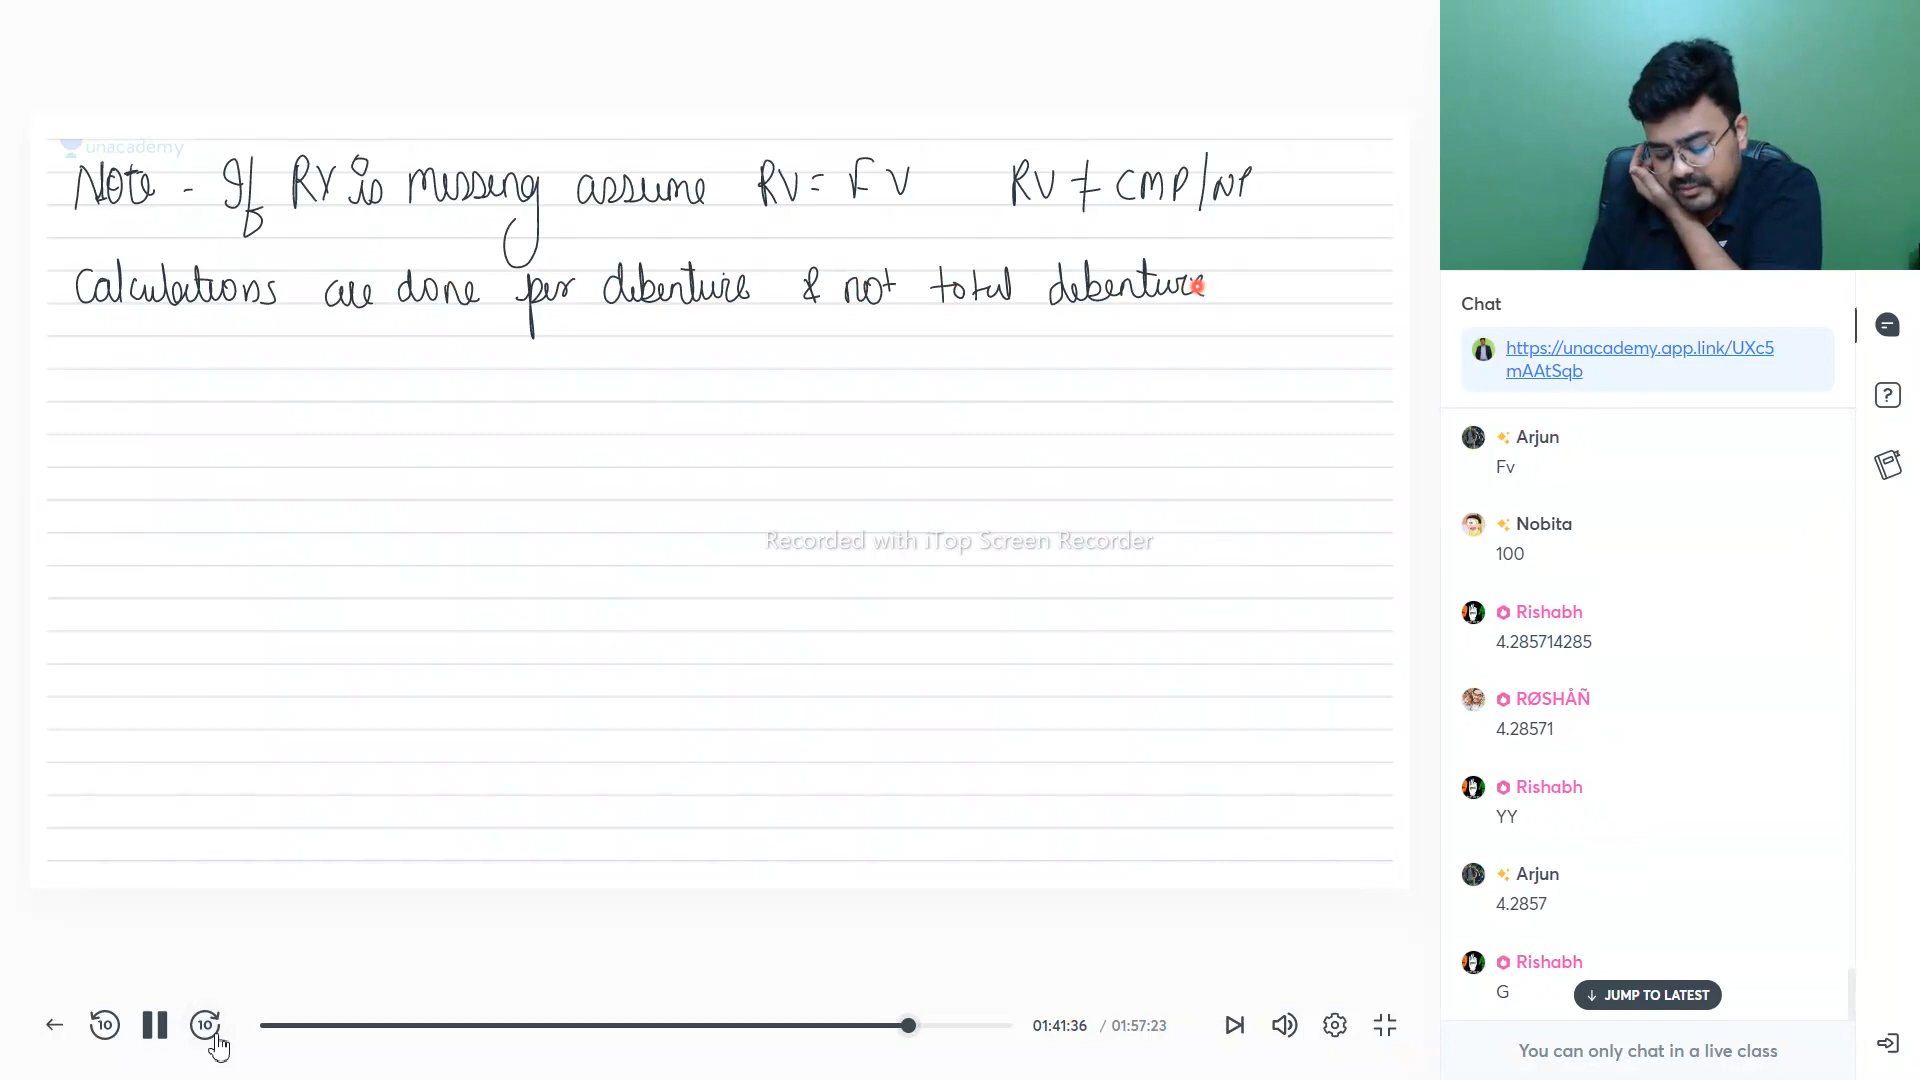 unacademy
Note - If RV is missing assume RV = FV RV ≠ CMP/NP
Calculations are done per debenture & not total debenture
Recorded with iTop Screen Recorder
10
10
01:41:36 / 01:57:23
Chat
https://unacademy.app.link/UXc5
mAAtSqb
Arjun
Fv
Nobita
100
Rishabh
4.285714285
RØSHÅÑ
4.28571
Rishabh
YY
Arjun
4.2857
Rishabh
G
↓ JUMP TO LATEST
You can only chat in a live class